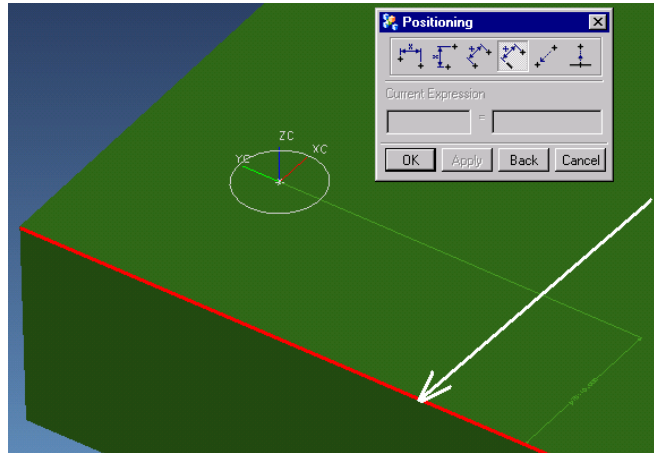 Positioning
Current Expression
=
OK Apply Back Cancel
ZC
XC
YC